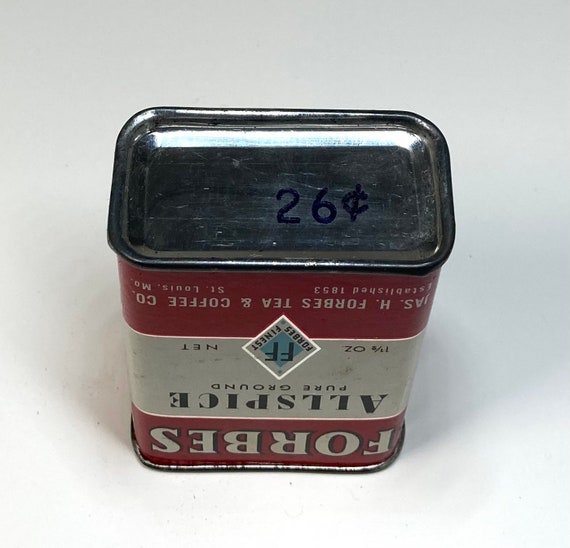 26¢
FORBES
ALLSPICE
PURE GROUND
1⅛ OZ. NET
FORBES
FF
FINEST
JAS. H. FORBES TEA & COFFEE CO.
Established 1853 St. Louis, Mo.